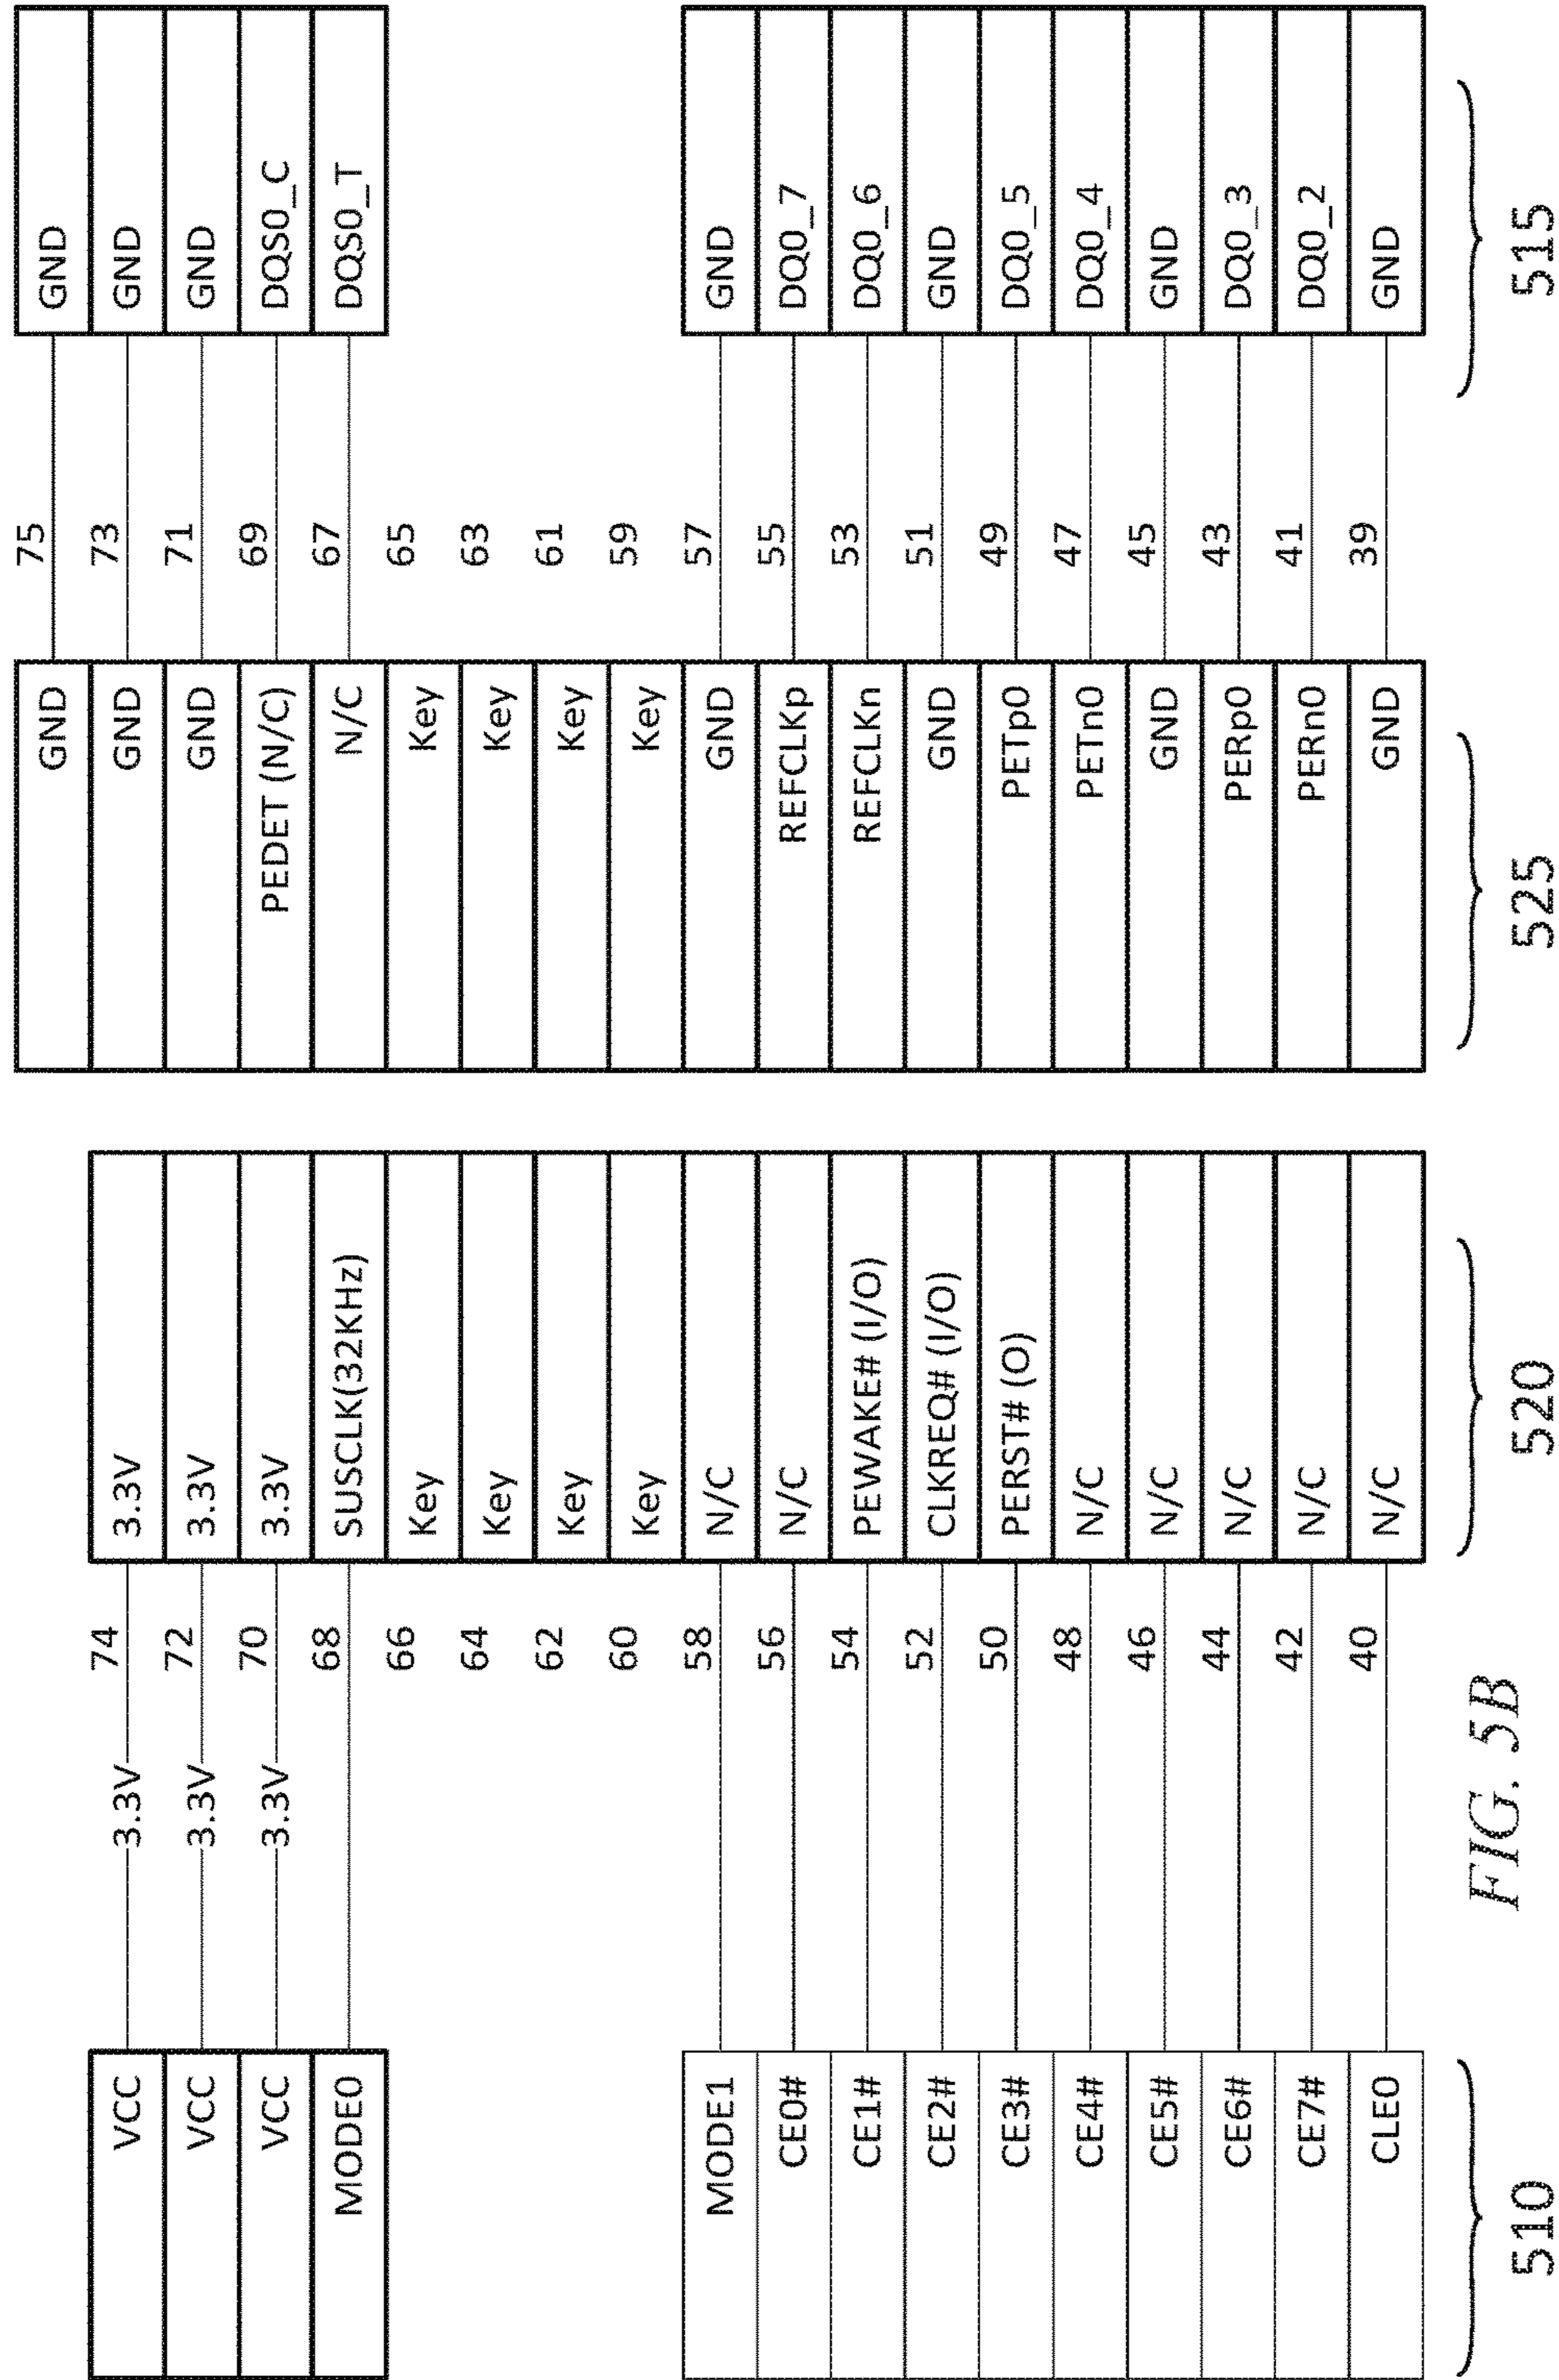 GND 75 GND
VCC 3.3V 74 3.3V GND 73 GND
VCC 3.3V 72 3.3V GND 71 GND
VCC 3.3V 70 3.3V PEDET (N/C) 69 DQS0_C
MODE0 68 SUSCLK(32KHz) N/C 67 DQS0_T
66 Key Key 65
64 Key Key 63
62 Key Key 61
60 Key Key 59
MODE1 58 N/C GND 57 GND
CE0# 56 N/C REFCLKp 55 DQ0_7
CE1# 54 PEWAKE# (I/O) REFCLKn 53 DQ0_6
CE2# 52 CLKREQ# (I/O) GND 51 GND
CE3# 50 PERST# (O) PETp0 49 DQ0_5
CE4# 48 N/C PETn0 47 DQ0_4
CE5# 46 N/C GND 45 GND
CE6# 44 N/C PERp0 43 DQ0_3
CE7# 42 N/C PERn0 41 DQ0_2
CLE0 40 N/C GND 39 GND
510 520 525 515
FIG. 5B